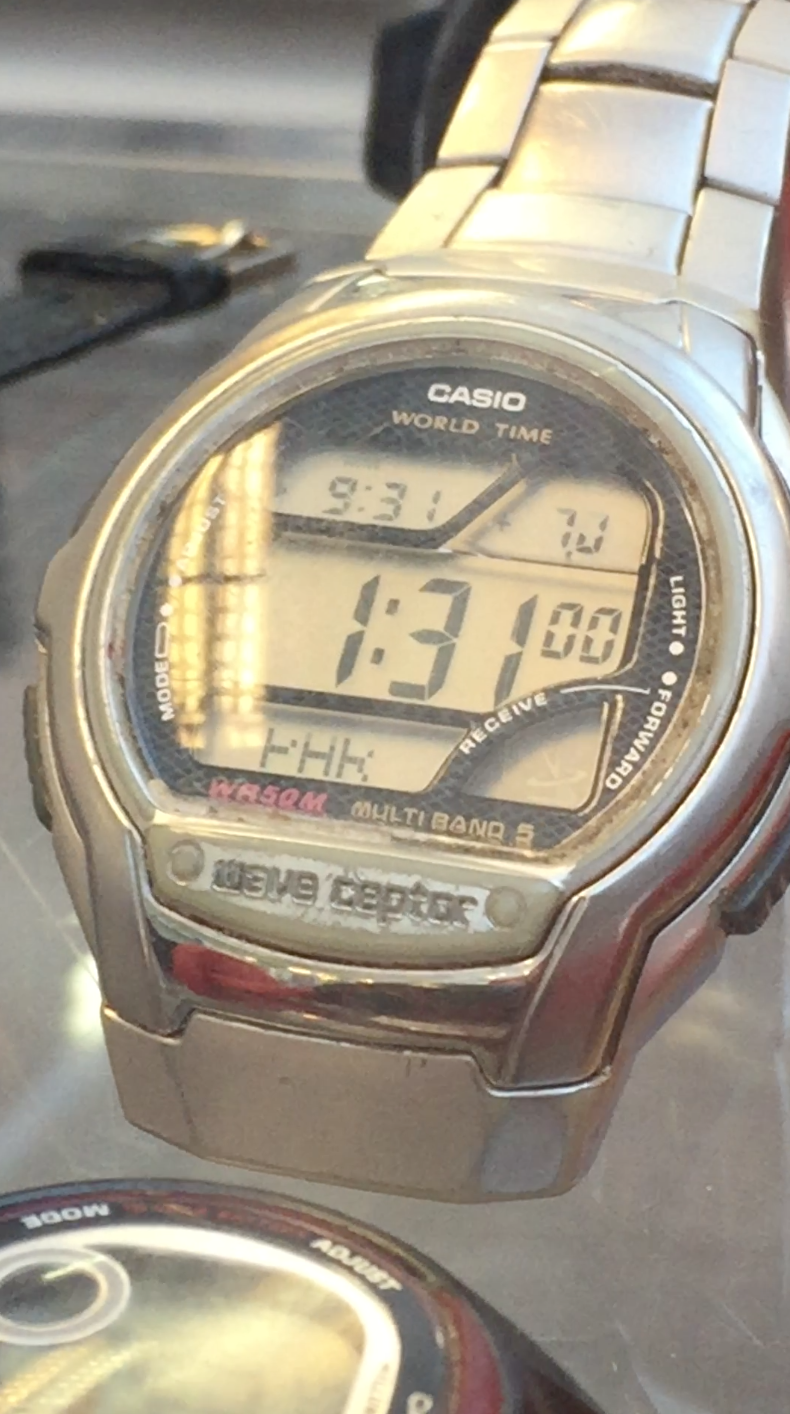 CASIO
WORLD TIME
ADJUST
9:31
7.0
1:31 00
LIGHT
MODE
RECEIVE
FORWARD
WR50M
MULTI BAND 5
wave ceptor
MODE
ADJUST